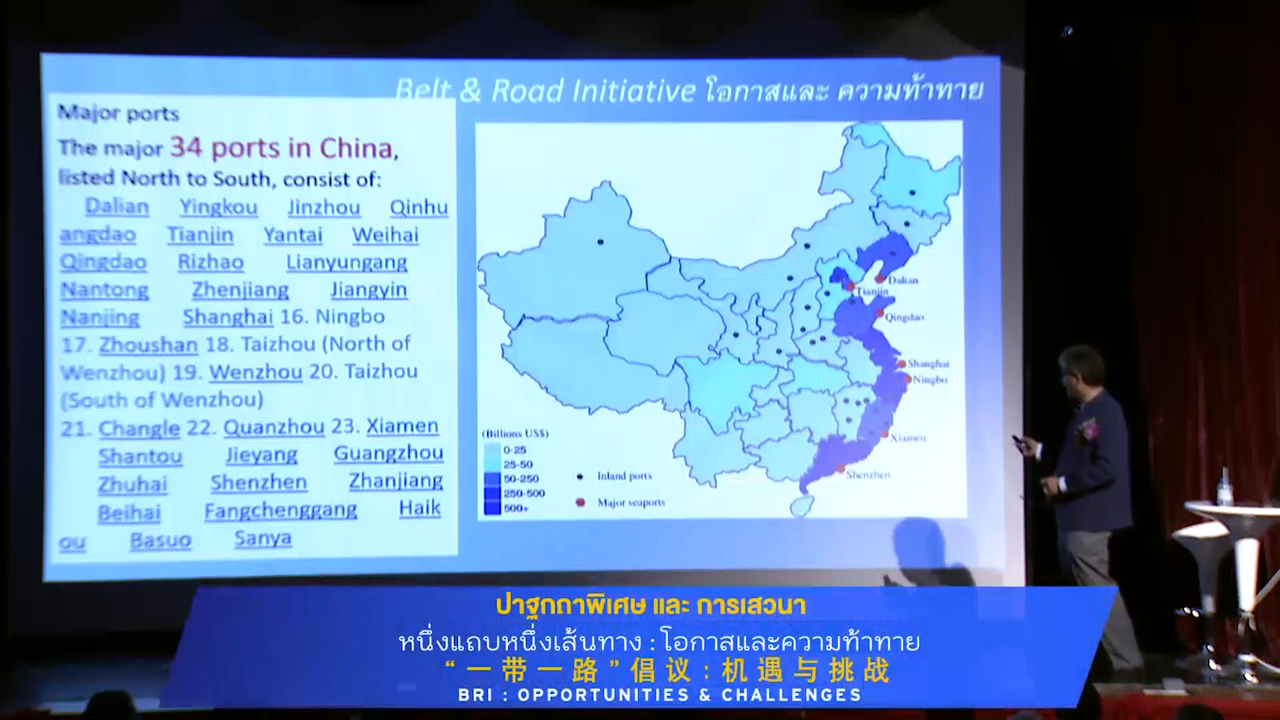 Belt & Road Initiative โอกาสและ ความท้าทาย
Major ports
The major 34 ports in China,
listed North to South, consist of:
Dalian Yingkou Jinzhou Qinhu
angdao Tianjin Yantai Weihai
Qingdao Rizhao Lianyungang
Nantong Zhenjiang Jiangyin
Nanjing Shanghai 16. Ningbo
17. Zhoushan 18. Taizhou (North of
Wenzhou) 19. Wenzhou 20. Taizhou
(South of Wenzhou)
21. Changle 22. Quanzhou 23. Xiamen
Shantou Jieyang Guangzhou
Zhuhai Shenzhen Zhanjiang
Beihai Fangchenggang Haik
ou Basuo Sanya
Dalian
Tianjin
Qingdao
Shanghai
Ningbo
Xiamen
Shenzhen
(Billions US$)
0-25
25-50
50-250
250-500
500+
Inland ports
Major seaports
ปาฐกถาพิเศษ และ การเสวนา
หนึ่งแถบหนึ่งเส้นทาง : โอกาสและความท้าทาย
“一带一路”倡议:机遇与挑战
BRI : OPPORTUNITIES & CHALLENGES